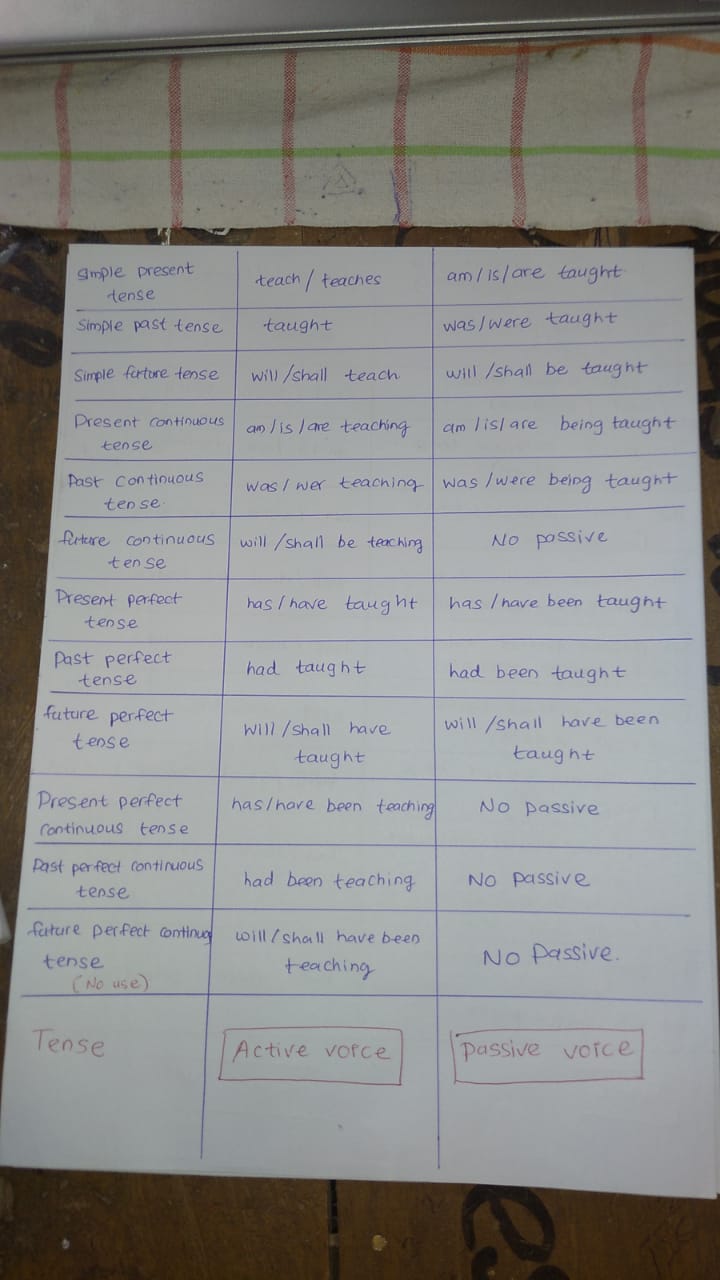 Simple present
tense
teach / teaches
am / is / are taught
Simple past tense
taught
was / were taught
Simple future tense
will / shall teach
will / shall be taught
Present continuous
tense
am / is / are teaching
am / is / are being taught
Past continuous
tense.
was / wer teaching
was / were being taught
future continuous
tense
will / shall be teaching
No passive
Present perfect
tense
has / have taught
has / have been taught
Past perfect
tense
had taught
had been taught
future perfect
tense
will / shall have
taught
will / shall have been
taught
Present perfect
continuous tense
has / have been teaching
No passive
Past perfect continuous
tense
had been teaching
No passive
future perfect continuou
tense
(No use)
will / shall have been
teaching
No Passive.
Tense
Active voice
passive voice